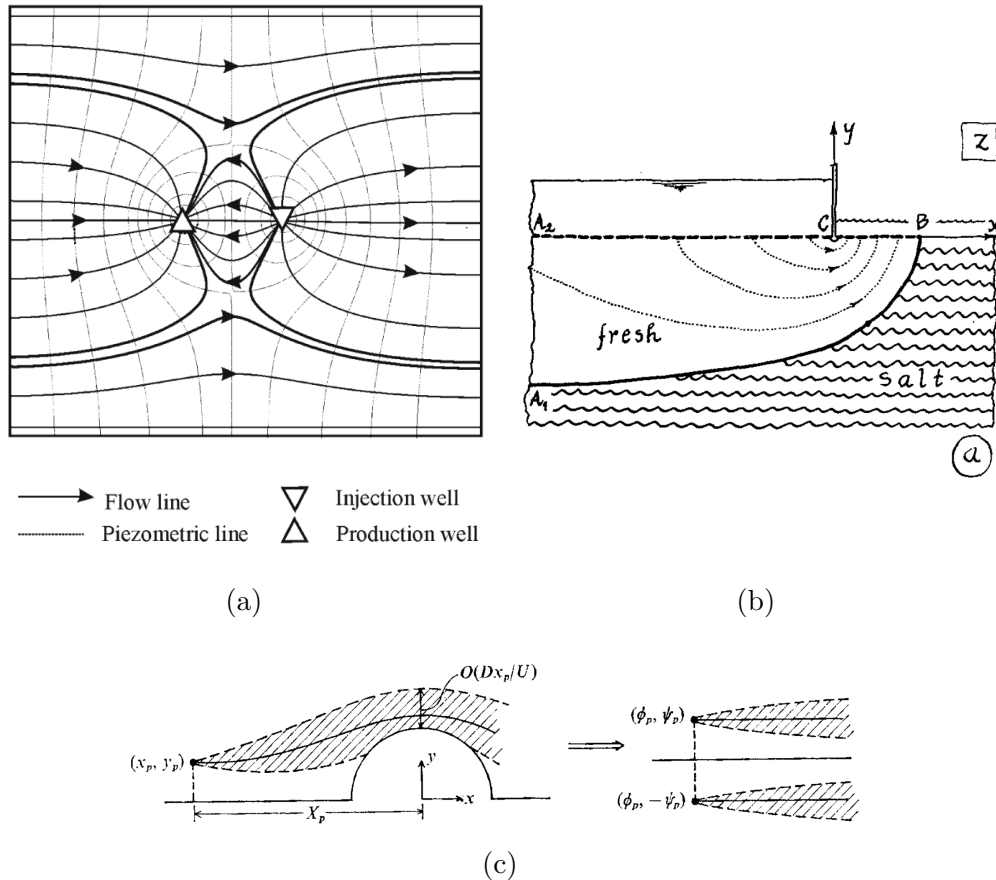 y
z
C
B
x
A₂
fresh
salt
A₁
a
Flow line
Injection well
Piezometric line
Production well
(a)
(b)
O(Dxₚ/U)
(xₚ, yₚ)
y
x
Xₚ
(ϕₚ, ψₚ)
(ϕₚ, -ψₚ)
(c)